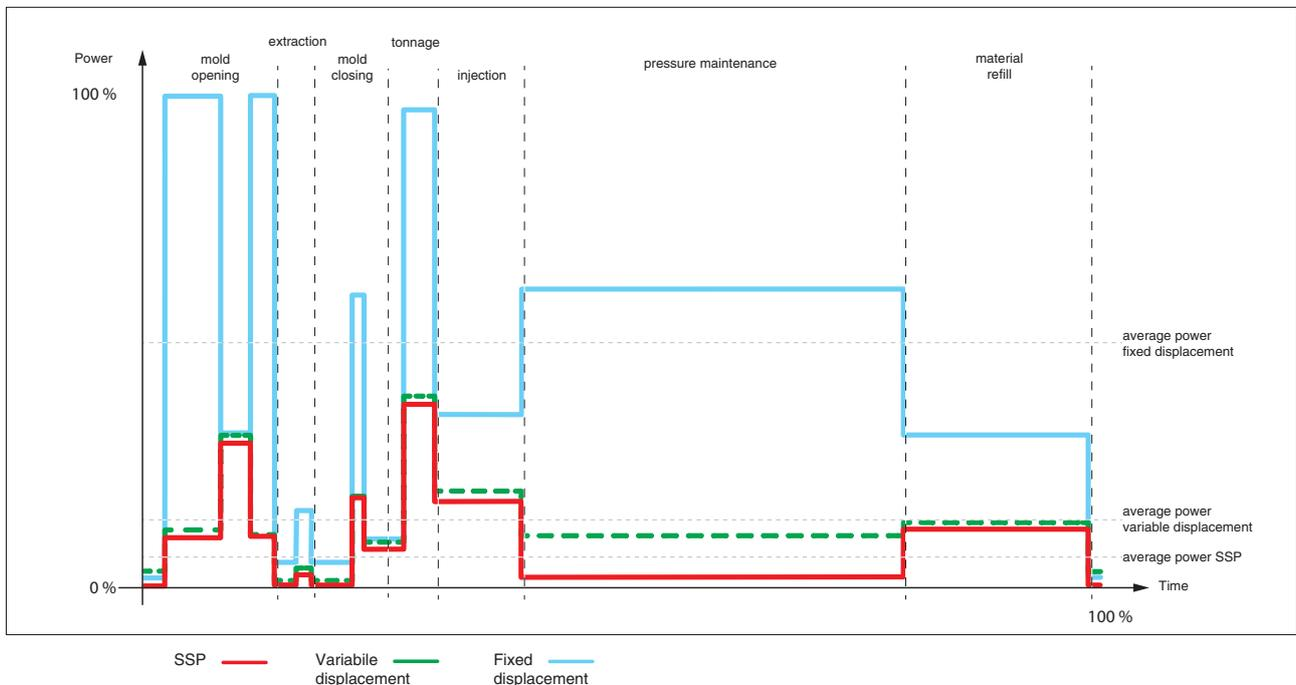 extraction
tonnage
Power
mold
opening
mold
closing
injection
pressure maintenance
material
refill
100 %
average power
fixed displacement
average power
variable displacement
average power SSP
0 %
Time
100 %
SSP
Variabile
displacement
Fixed
displacement